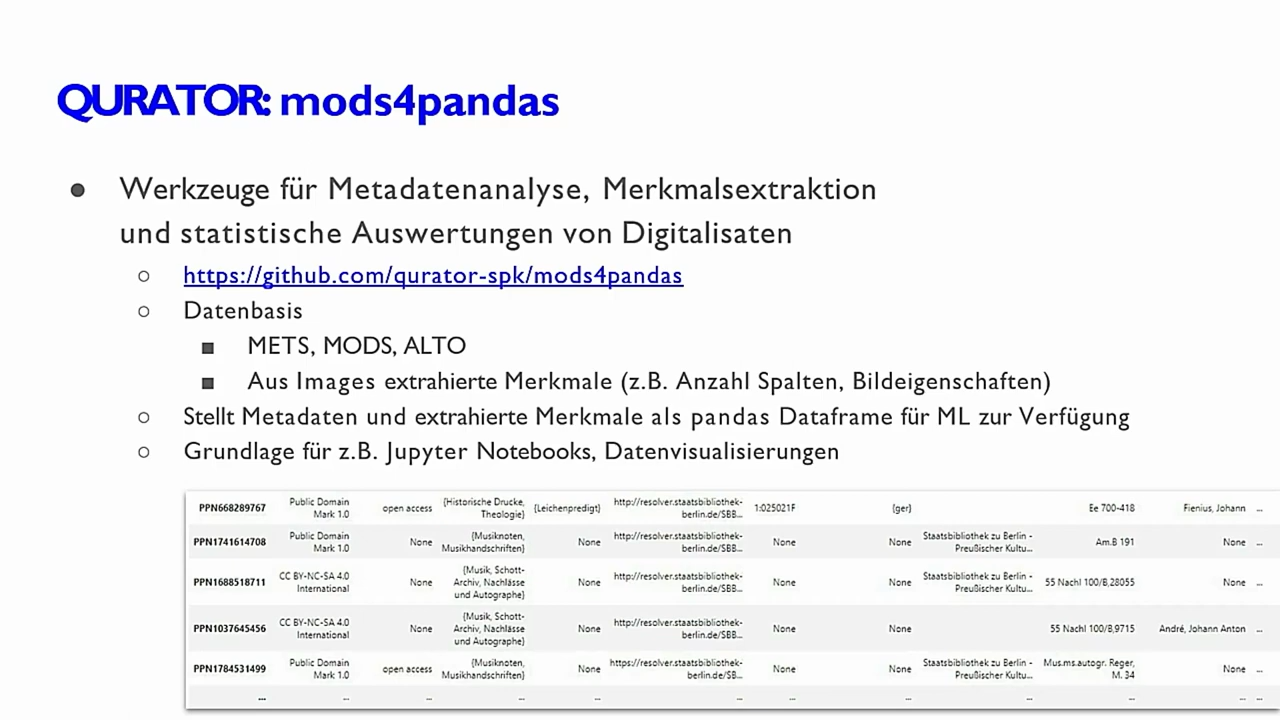 QURATOR: mods4pandas
● Werkzeuge für Metadatenanalyse, Merkmalsextraktion
und statistische Auswertungen von Digitalisaten
○ https://github.com/qurator-spk/mods4pandas
○ Datenbasis
■ METS, MODS, ALTO
■ Aus Images extrahierte Merkmale (z.B. Anzahl Spalten, Bildeigenschaften)
○ Stellt Metadaten und extrahierte Merkmale als pandas Dataframe für ML zur Verfügung
○ Grundlage für z.B. Jupyter Notebooks, Datenvisualisierungen
PPN668289767 Public Domain Mark 1.0 open access {Historische Drucke, Theologie} {Leichenpredigt} http://resolver.staatsbibliothek-berlin.de/SBB... 1:025021F {ger} Ee 700-418 Fienius, Johann ...
PPN1741614708 Public Domain Mark 1.0 None {Musiknoten, Musikhandschriften} None http://resolver.staatsbibliothek-berlin.de/SBB... None None Staatsbibliothek zu Berlin - Preußischer Kultu... Am.B 191 None ...
PPN1688518711 CC BY-NC-SA 4.0 International None {Musik, Schott-Archiv, Nachlässe und Autographe} None http://resolver.staatsbibliothek-berlin.de/SBB... None None Staatsbibliothek zu Berlin - Preußischer Kultu... 55 Nachl 100/B,28055 None ...
PPN1037645456 CC BY-NC-SA 4.0 International None {Musik, Schott-Archiv, Nachlässe und Autographe} None http://resolver.staatsbibliothek-berlin.de/SBB... None None 55 Nachl 100/B,9715 André, Johann Anton ...
PPN1784531499 Public Domain Mark 1.0 open access {Musiknoten, Musikhandschriften} None https://resolver.staatsbibliothek-berlin.de/SB... None None Staatsbibliothek zu Berlin - Preußischer Kultu... Mus.ms.autogr. Reger, M. 34 None ...
... ... ... ... ... ... ... ... ... ... ... ...